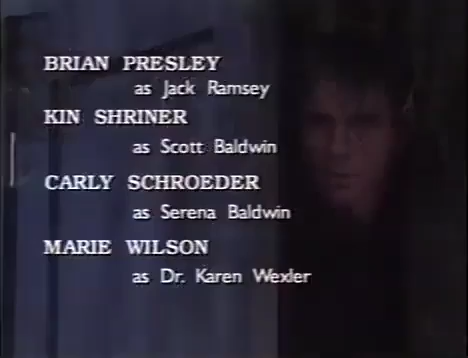 BRIAN PRESLEY
as Jack Ramsey
KIN SHRINER
as Scott Baldwin
CARLY SCHROEDER
as Serena Baldwin
MARIE WILSON
as Dr. Karen Wexler